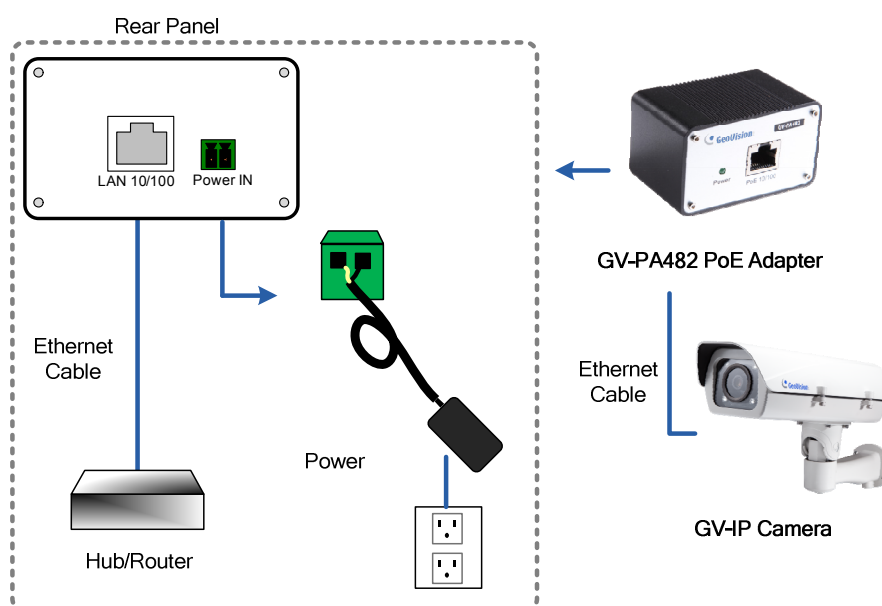 Rear Panel
LAN 10/100
Power IN
Ethernet
Cable
Power
Hub/Router
GeoVision
GV-PA482
Power
PoE 10/100
GV-PA482 PoE Adapter
Ethernet
Cable
GeoVision
GV-IP Camera